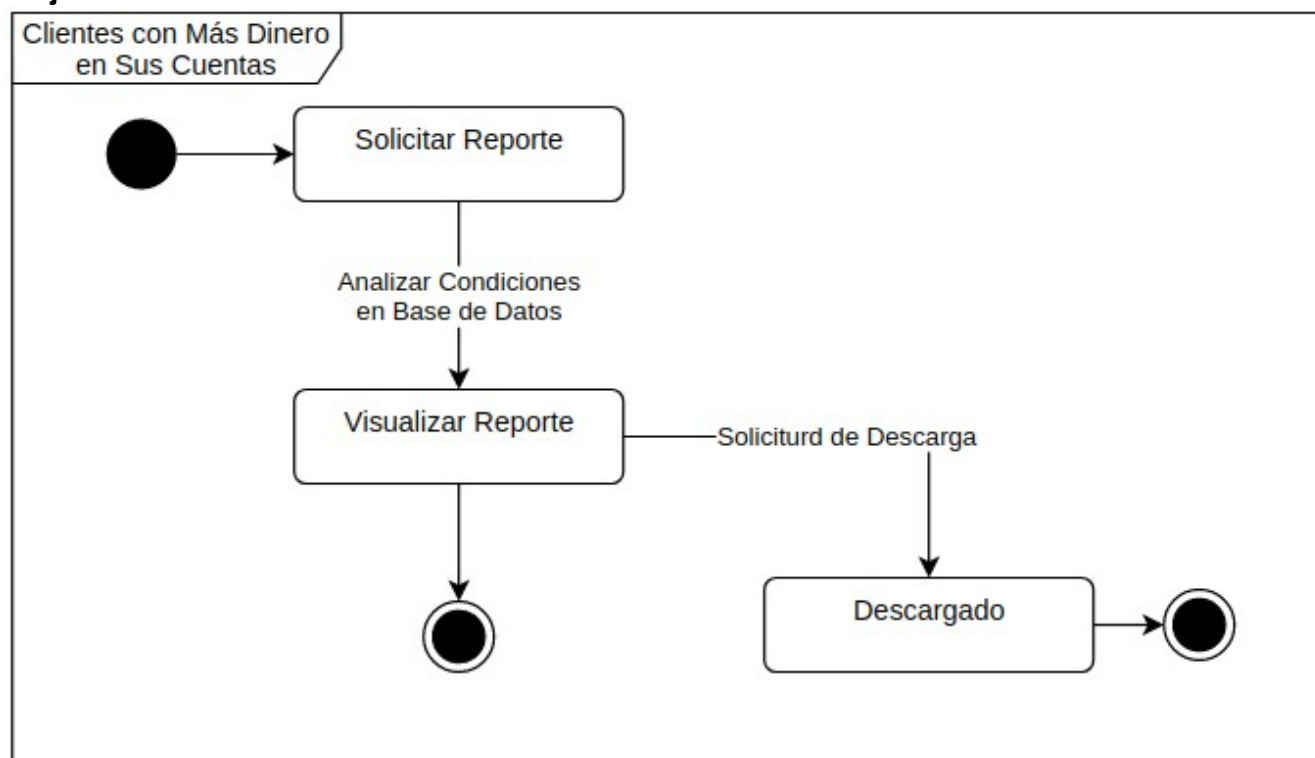 Clientes con Más Dinero
en Sus Cuentas
Solicitar Reporte
Analizar Condiciones
en Base de Datos
Visualizar Reporte
Soliciturd de Descarga
Descargado